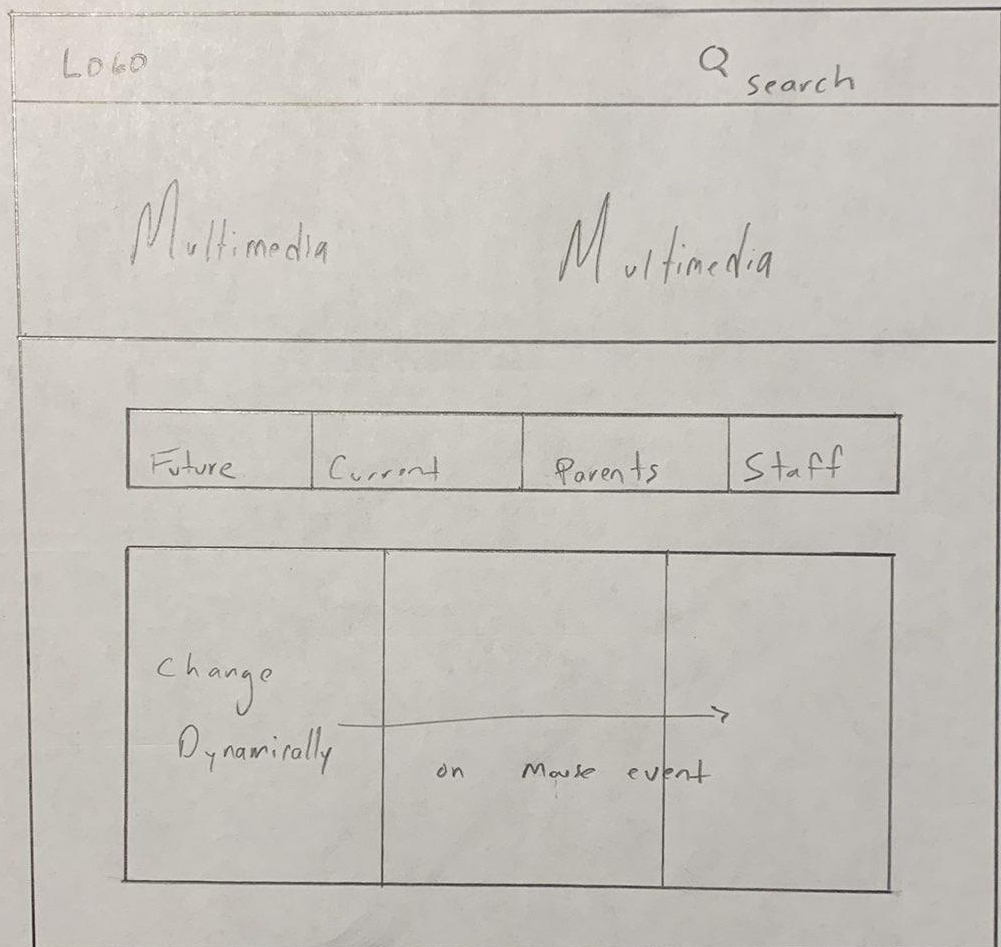 LOGO
search
Multimedia Multimedia
Future Current Parents Staff
Change
Dynamically
on Mouse event